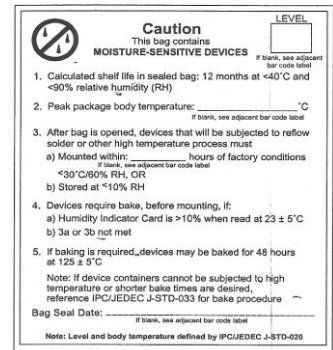 LEVEL
Caution
This bag contains
MOISTURE-SENSITIVE DEVICES
If blank, see adjacent
bar code label
1. Calculated shelf life in sealed bag: 12 months at <40°C and
<90% relative humidity (RH)
2. Peak package body temperature: ____________ °C
If blank, see adjacent bar code label
3. After bag is opened, devices that will be subjected to reflow
solder or other high temperature process must
a) Mounted within: ____________ hours of factory conditions
If blank, see adjacent bar code label
<30°C/60% RH, OR
b) Stored at <10% RH
4. Devices require bake, before mounting, if:
a) Humidity Indicator Card is >10% when read at 23 ± 5°C
b) 3a or 3b not met
5. If baking is required, devices may be baked for 48 hours
at 125 ± 5°C
Note: If device containers cannot be subjected to high
temperature or shorter bake times are desired,
reference IPC/JEDEC J-STD-033 for bake procedure
Bag Seal Date: ____________
If blank, see adjacent bar code label
Note: Level and body temperature defined by IPC/JEDEC J-STD-020